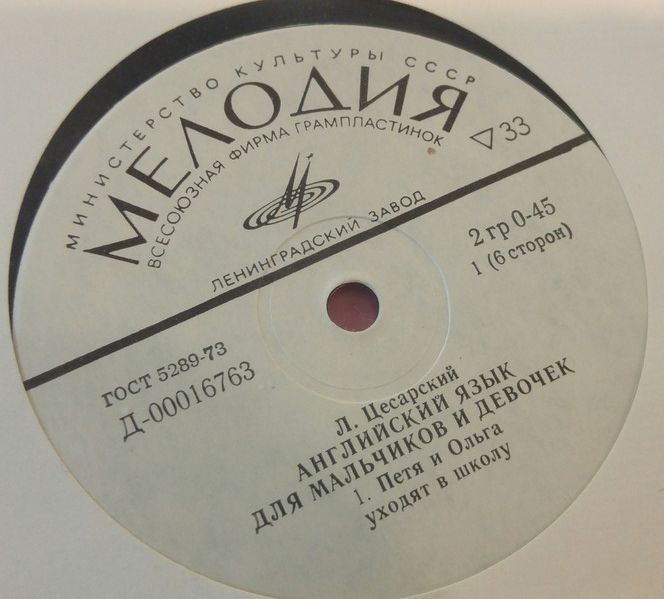 МИНИСТЕРСТВО КУЛЬТУРЫ СССР
МЕЛОДИЯ
ВСЕСОЮЗНАЯ ФИРМА ГРАМПЛАСТИНОК
33
ЛЕНИНГРАДСКИЙ ЗАВОД
2 гр 0-45
1 (6 сторон)
ГОСТ 5289-73
Д-00016763
Л. Цесарский
АНГЛИЙСКИЙ ЯЗЫК
ДЛЯ МАЛЬЧИКОВ И ДЕВОЧЕК
1. Петя и Ольга
уходят в школу